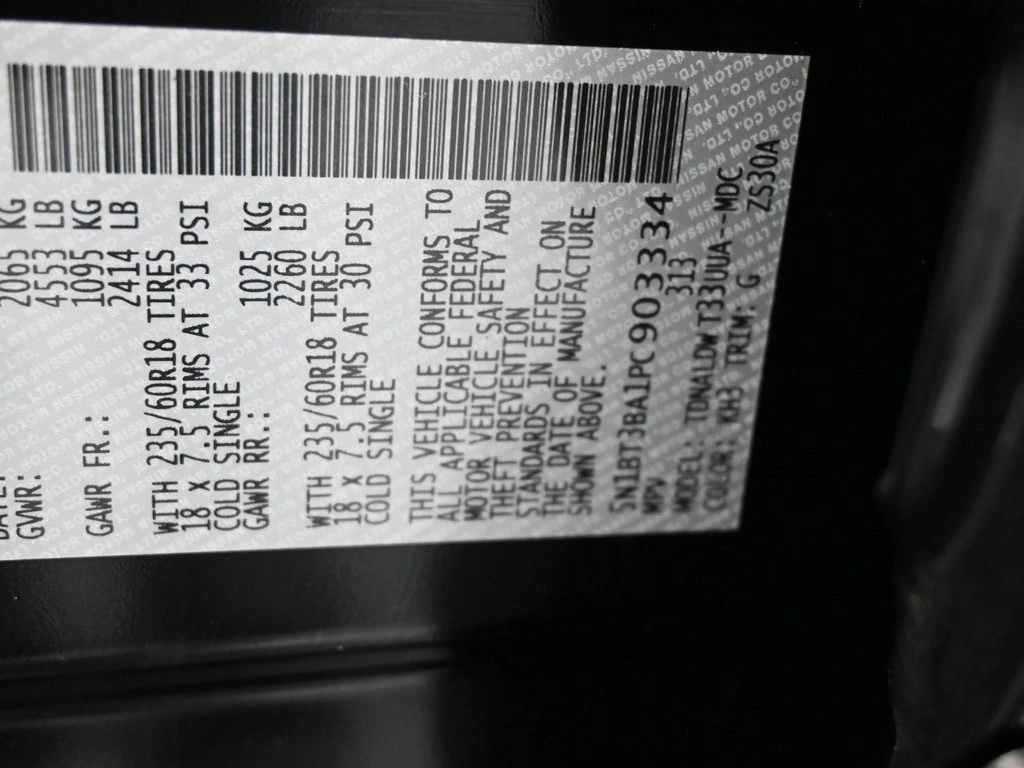 GVWR: 2065 KG
4553 LB
GAWR FR.: 1095 KG
2414 LB
WITH 235/60R18 TIRES
18 X 7.5 RIMS AT 33 PSI
COLD SINGLE
GAWR RR.: 1025 KG
2260 LB
WITH 235/60R18 TIRES
18 X 7.5 RIMS AT 30 PSI
COLD SINGLE
THIS VEHICLE CONFORMS TO
ALL APPLICABLE FEDERAL
MOTOR VEHICLE SAFETY AND
THEFT PREVENTION
STANDARDS IN EFFECT ON
THE DATE OF MANUFACTURE
SHOWN ABOVE.
5N1BT3BA1PC903334
MPV 313
MODEL: TDNALDWT33UUA--MDC
COLOR: KH3 TRIM: G ZS30A